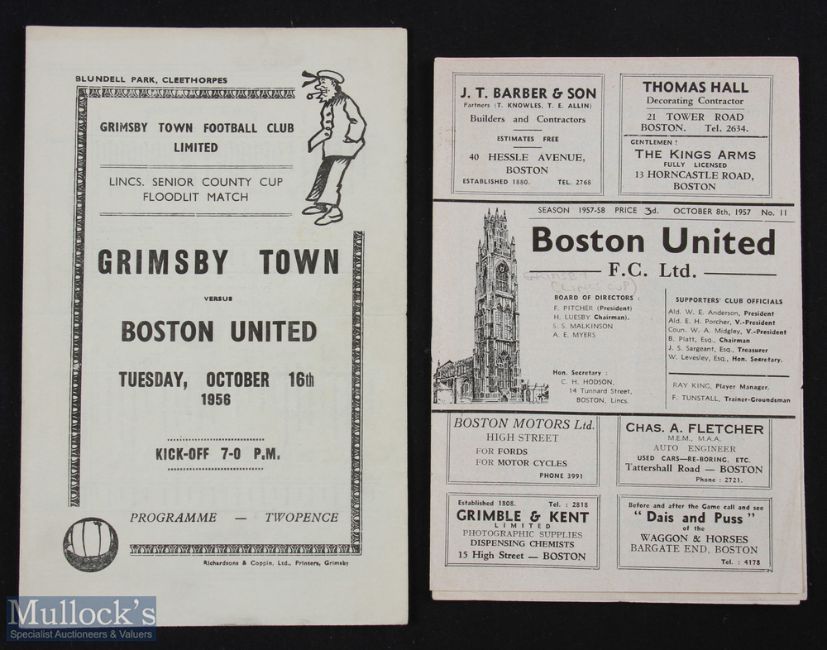 BLUNDELL PARK, CLEETHORPES
GRIMSBY TOWN FOOTBALL CLUB
LIMITED
LINCS. SENIOR COUNTY CUP
FLOODLIT MATCH
GRIMSBY TOWN
VERSUS
BOSTON UNITED
TUESDAY, OCTOBER 16th
1956
KICK-OFF 7-0 P.M.
PROGRAMME — TWOPENCE
Richardsons & Coppin, Ltd., Printers, Grimsby
J. T. BARBER & SON
Partners (T. KNOWLES, T. E. ALLIN)
Builders and Contractors
ESTIMATES FREE
40 HESSLE AVENUE,
BOSTON
ESTABLISHED 1880. TEL. 2768
THOMAS HALL
Decorating Contractor
21 TOWER ROAD
BOSTON. Tel. 2634.
GENTLEMEN!
THE KINGS ARMS
FULLY LICENSED
13 HORNCASTLE ROAD,
BOSTON
SEASON 1957-58 PRICE 3d. OCTOBER 8th, 1957 No. 11
Boston United
F.C. Ltd.
BOARD OF DIRECTORS:
F. PITCHER (President)
H. LUESBY (Chairman).
S. S. MALKINSON
A. E. MYERS
Hon. Secretary:
C. H. HODSON,
14 Tunnard Street,
BOSTON, Lincs.
SUPPORTERS' CLUB OFFICIALS
Ald. W. E. Anderson, President
Ald. E. H. Porcher, V.-President
Coun. W. A. Midgley, V.-President
B. Platt, Esq., Chairman
J. S. Sargeant, Esq., Treasurer
W. Levesley, Esq., Hon. Secretary.
RAY KING, Player Manager.
F. TUNSTALL, Trainer-Groundsman
BOSTON MOTORS Ltd.
HIGH STREET
FOR FORDS
FOR MOTOR CYCLES
PHONE 3991
CHAS. A. FLETCHER
M.E.M., M.A.A.
AUTO ENGINEER
USED CARS—RE-BORING, ETC.
Tattershall Road — BOSTON
Phone: 2721.
Established 1808. Tel.: 2818
GRIMBLE & KENT
LIMITED
PHOTOGRAPHIC SUPPLIES
DISPENSING CHEMISTS
15 High Street — BOSTON
Before and after the Game call and see
"Dais and Puss"
of the
WAGGON & HORSES
BARGATE END, BOSTON
Tel.: 4178
Mullock's
Specialist Auctioneers & Valuers